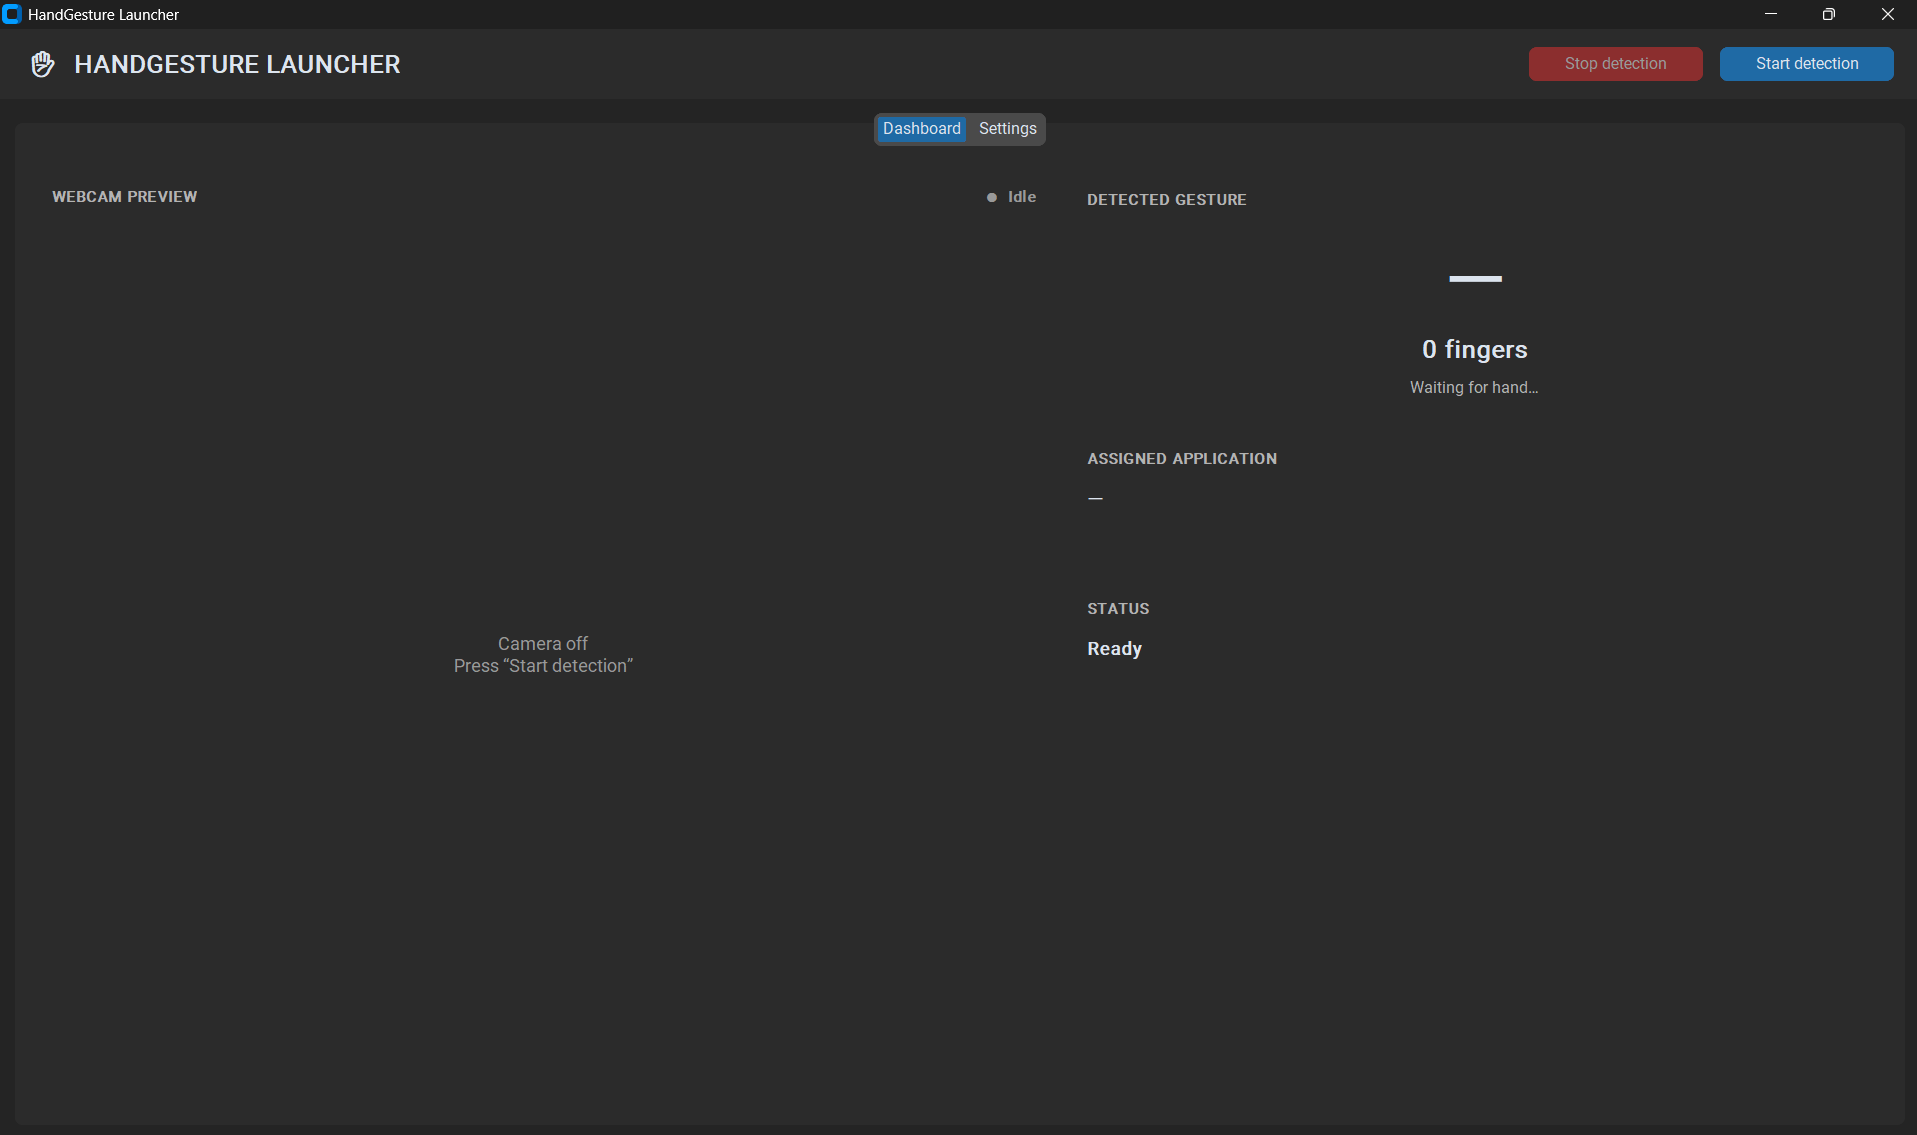 HandGesture Launcher
HANDGESTURE LAUNCHER
Stop detection
Start detection
Dashboard
Settings
WEBCAM PREVIEW
Idle
Camera off
Press “Start detection”
DETECTED GESTURE
—
0 fingers
Waiting for hand…
ASSIGNED APPLICATION
—
STATUS
Ready